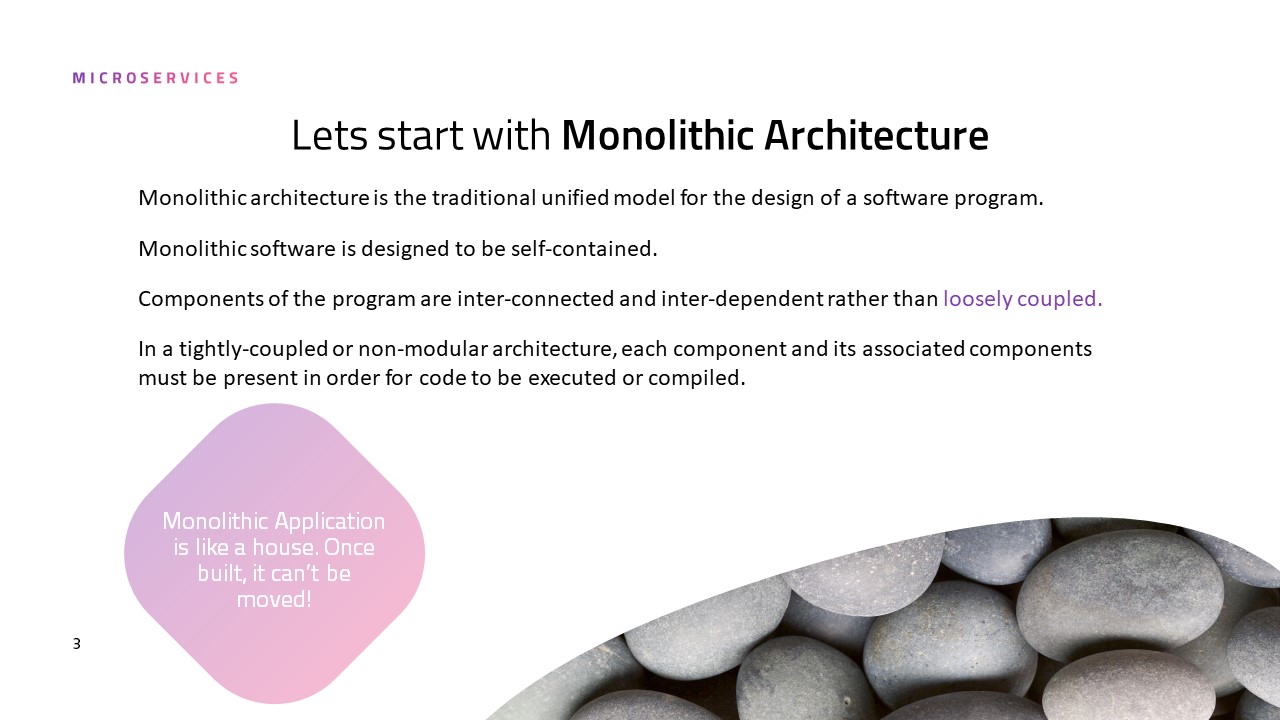 MICROSERVICES
Lets start with Monolithic Architecture
Monolithic architecture is the traditional unified model for the design of a software program.
Monolithic software is designed to be self-contained.
Components of the program are inter-connected and inter-dependent rather than loosely coupled.
In a tightly-coupled or non-modular architecture, each component and its associated components
must be present in order for code to be executed or compiled.
Monolithic Application
is like a house. Once
built, it can’t be
moved!
3